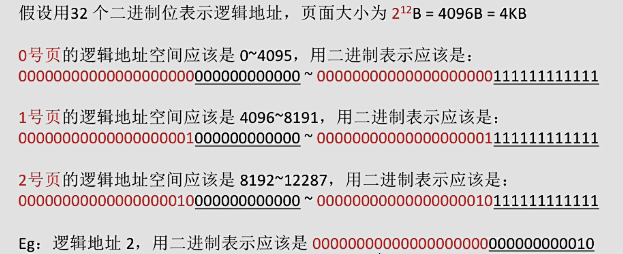 假设用32 个二进制位表示逻辑地址，页面大小为 2¹²B = 4096B = 4KB
0号页的逻辑地址空间应该是 0~4095，用二进制表示应该是：
00000000000000000000000000000000 ~ 00000000000000000000111111111111
1号页的逻辑地址空间应该是 4096~8191，用二进制表示应该是：
00000000000000000001000000000000 ~ 00000000000000000001111111111111
2号页的逻辑地址空间应该是 8192~12287，用二进制表示应该是：
00000000000000000010000000000000 ~ 00000000000000000010111111111111
Eg：逻辑地址 2，用二进制表示应该是 00000000000000000000000000000010